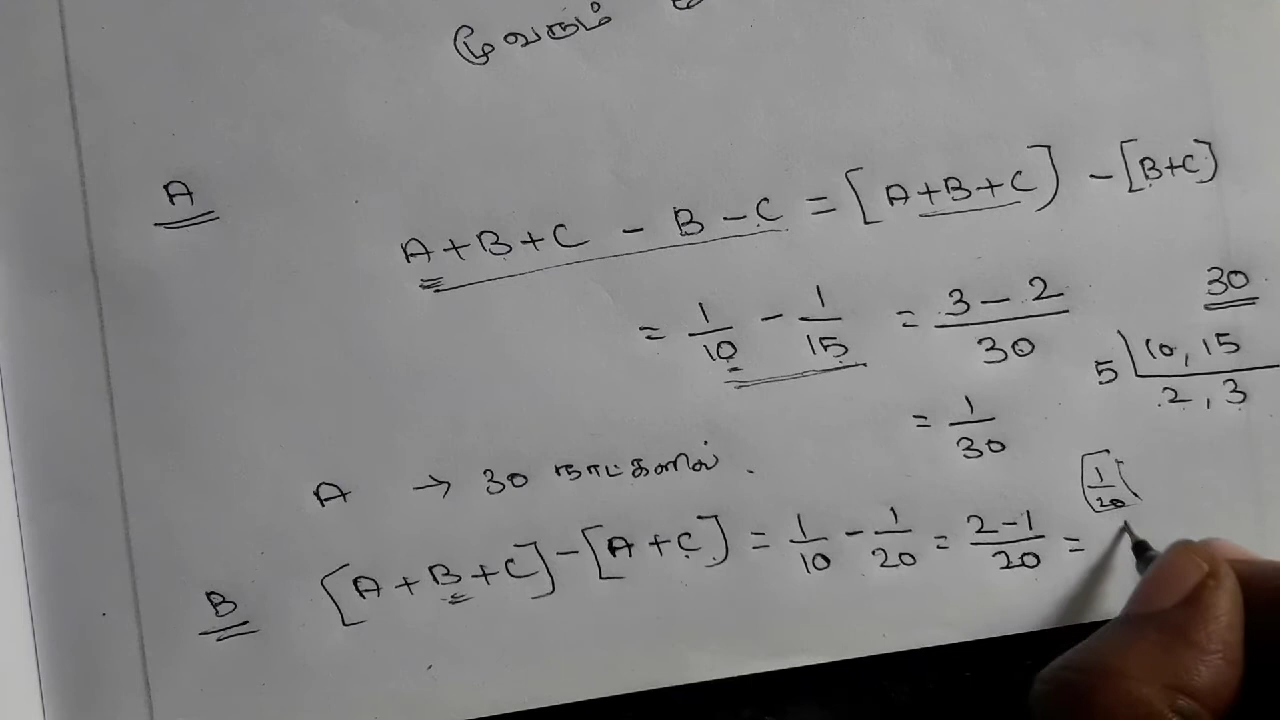 மூவரும்
A
A+B+C - B - C = [A+B+C] - [B+C]
= 1/10 - 1/15 = 3-2/30
30
5 10, 15
2, 3
= 1/30
A → 30 நாட்களில்.
B [A+B+C] - [A+C] = 1/10 - 1/20 = 2-1/20 = 1/20